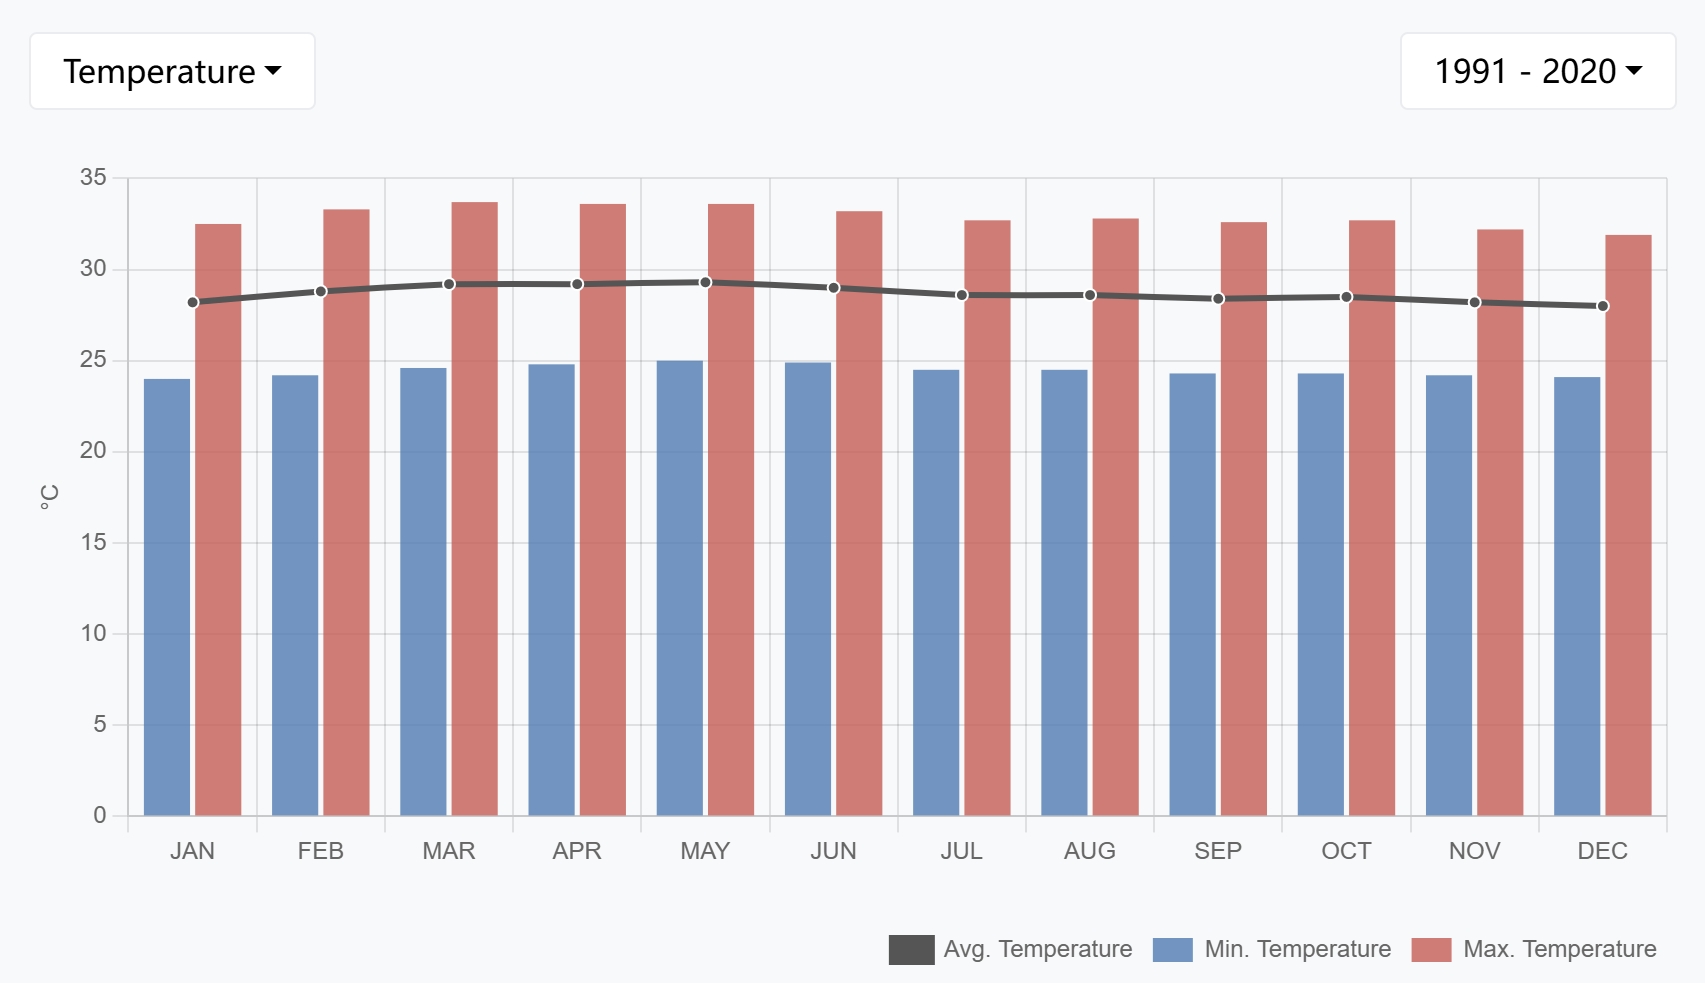 Temperature
1991 - 2020
35
30
25
20
15
10
5
0
°C
JAN FEB MAR APR MAY JUN JUL AUG SEP OCT NOV DEC
Avg. Temperature Min. Temperature Max. Temperature